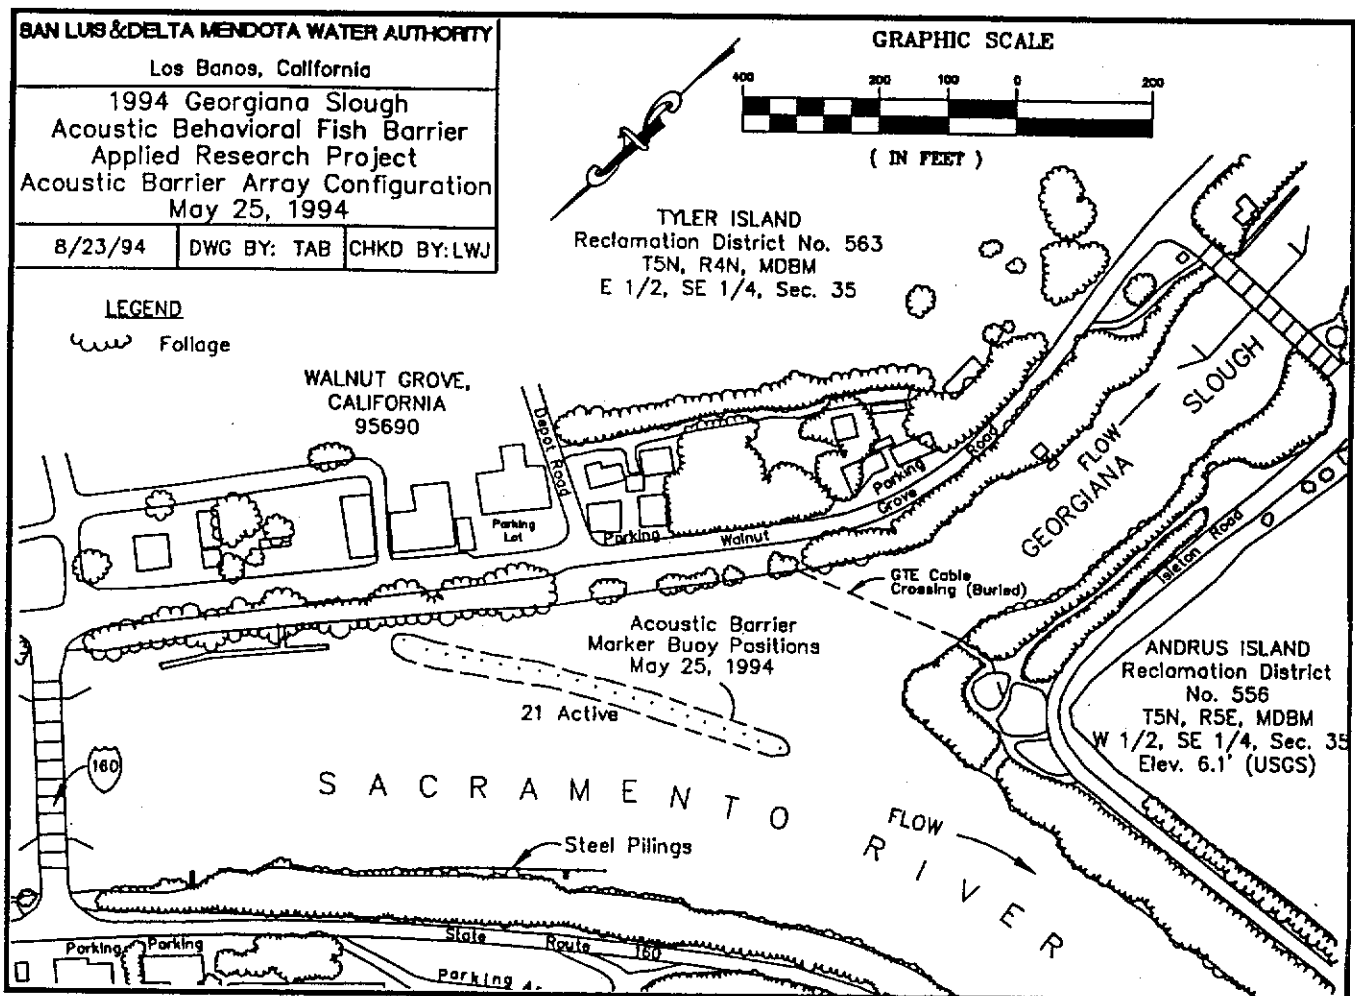 SAN LUIS & DELTA MENDOTA WATER AUTHORITY
Los Banos, California
1994 Georgiana Slough
Acoustic Behavioral Fish Barrier
Applied Research Project
Acoustic Barrier Array Configuration
May 25, 1994
8/23/94
DWG BY: TAB
CHKD BY: LWJ
GRAPHIC SCALE
400 200 100 0 200
( IN FEET )
LEGEND
Foliage
TYLER ISLAND
Reclamation District No. 563
T5N, R4N, MDBM
E 1/2, SE 1/4, Sec. 35
WALNUT GROVE,
CALIFORNIA
95690
Depot Road
Parking
Lot
Parking
Walnut Grove Road
Parking
FLOW
GEORGIANA SLOUGH
Isleton Road
GTE Cable
Crossing (Buried)
Acoustic Barrier
Marker Buoy Positions
May 25, 1994
21 Active
ANDRUS ISLAND
Reclamation District
No. 556
T5N, R5E, MDBM
W 1/2, SE 1/4, Sec. 35
Elev. 6.1' (USGS)
160
SACRAMENTO RIVER
FLOW
Steel Pilings
State Route 160
Parking
Parking
Parking